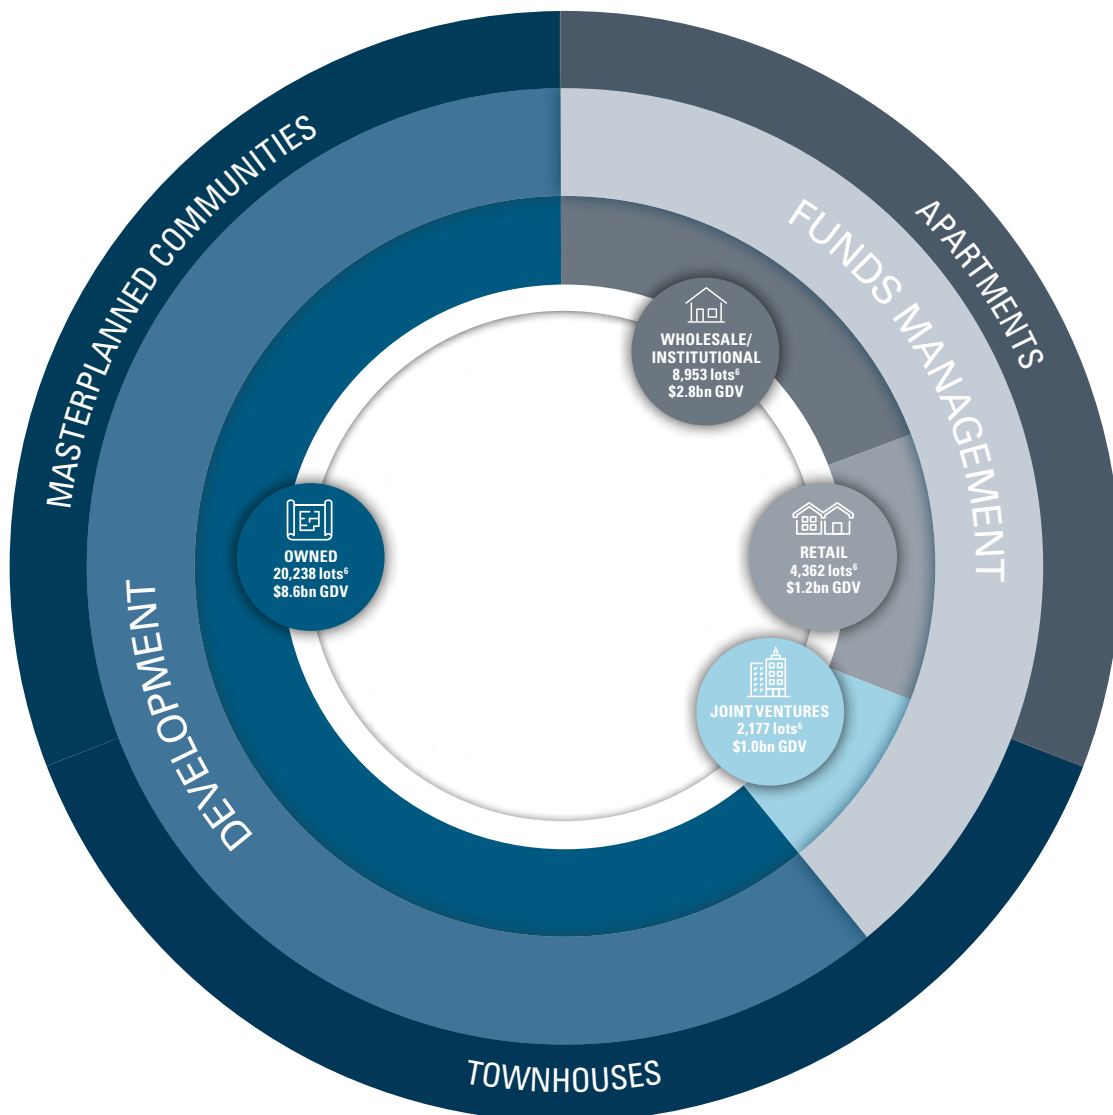 MASTERPLANNED COMMUNITIES
APARTMENTS
FUNDS MANAGEMENT
WHOLESALE/
INSTITUTIONAL
8,953 lots⁶
$2.8bn GDV
OWNED
20,238 lots⁶
$8.6bn GDV
RETAIL
4,362 lots⁶
$1.2bn GDV
JOINT VENTURES
2,177 lots⁶
$1.0bn GDV
DEVELOPMENT
TOWNHOUSES